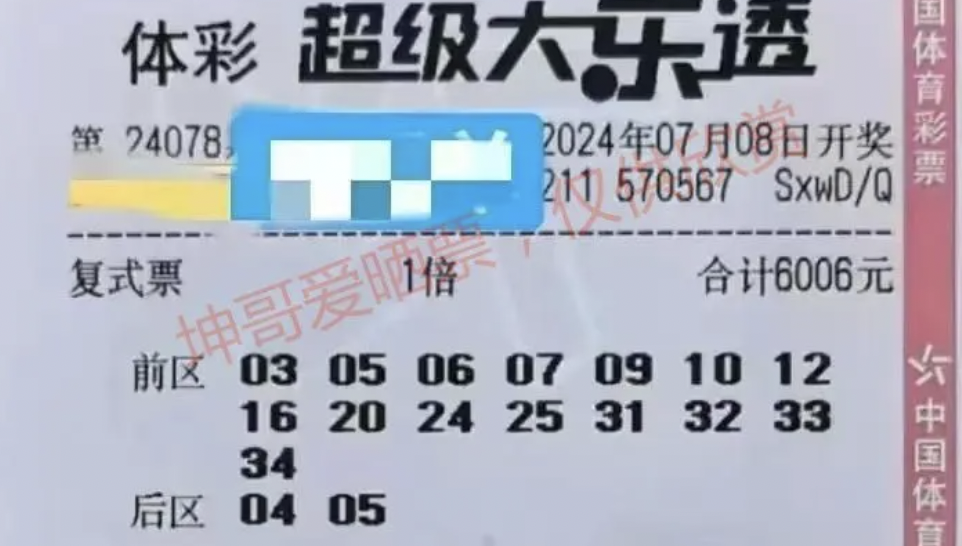 体彩 超级大乐透
第 24078 2024年07月08日开奖
211 570567 SxwD/Q
复式票 1倍 合计6006元
坤哥爱晒票，仅供欣赏
前区 03 05 06 07 09 10 12
16 20 24 25 31 32 33
34
后区 04 05
国体育彩票
中国体育